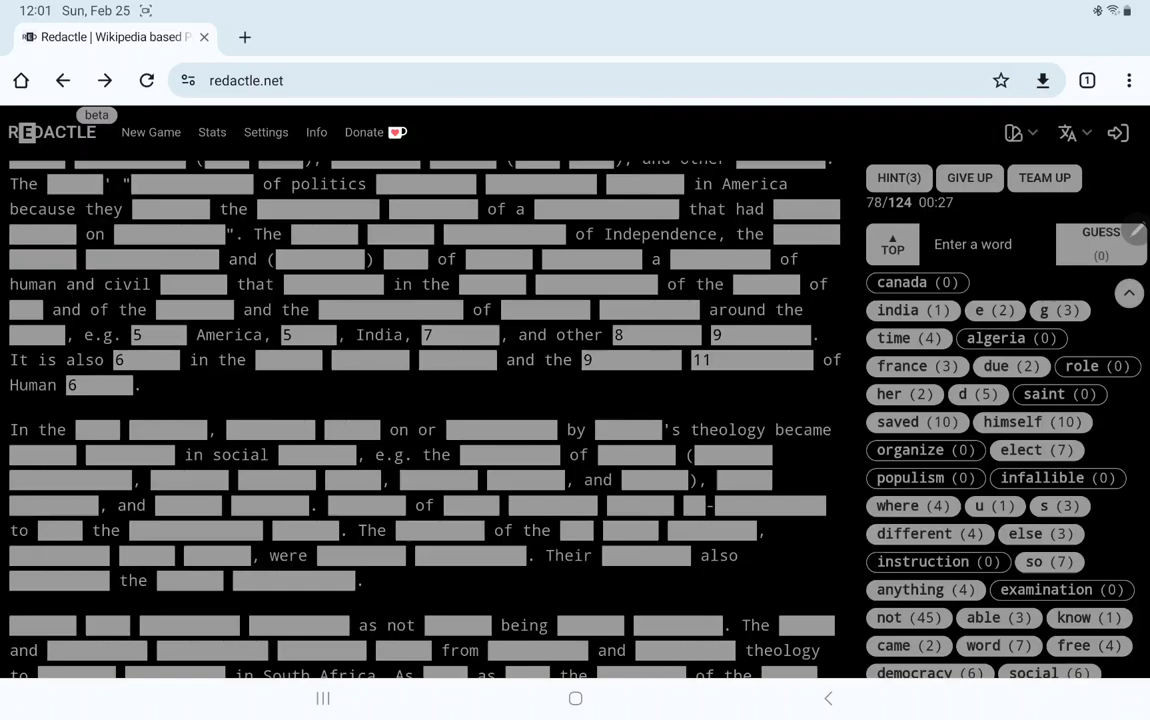 12:01 Sun, Feb 25
Redactle | Wikipedia based P
redactle.net
beta
REDACTLE New Game Stats Settings Info Donate
The ' " of politics in America
because they the of a that had
on ". The of Independence, the
and ( ) of a of
human and civil that in the of the of
and of the and the of around the
, e.g. 5 America, 5 , India, 7 , and other 8 9 .
It is also 6 in the and the 9 11 of
Human 6 .
In the , on or by 's theology became
in social , e.g. the of (
, , , and ),
, and . of -
to the . The of the ,
, were . Their also
the .
as not being . The
and from and theology
HINT(3) GIVE UP TEAM UP
78/124 00:27
TOP Enter a word GUESS (0)
canada (0)
india (1) e (2) g (3)
time (4) algeria (0)
france (3) due (2) role (0)
her (2) d (5) saint (0)
saved (10) himself (10)
organize (0) elect (7)
populism (0) infallible (0)
where (4) u (1) s (3)
different (4) else (3)
instruction (0) so (7)
anything (4) examination (0)
not (45) able (3) know (1)
came (2) word (7) free (4)
democracy (6) social (6)